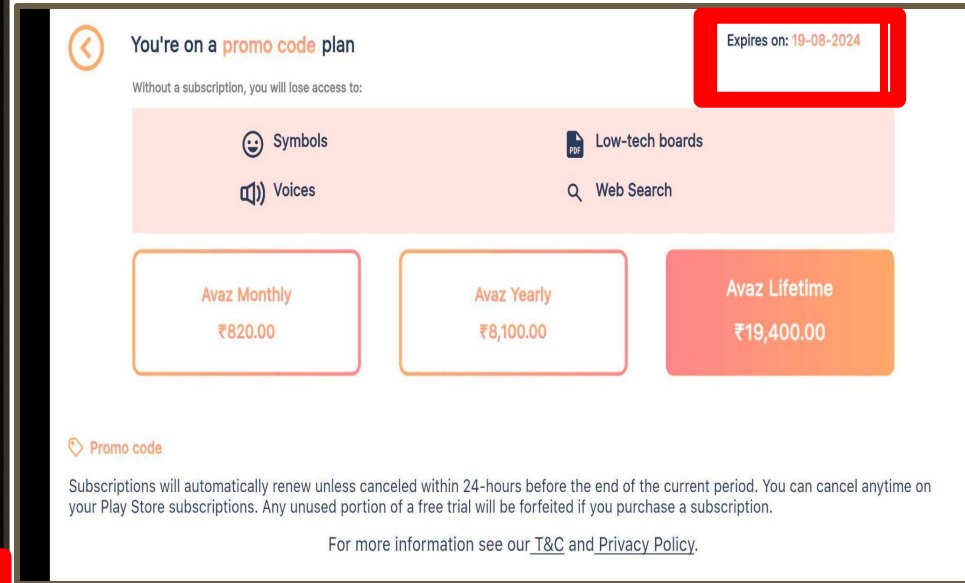 You're on a promo code plan
Expires on: 19-08-2024
Without a subscription, you will lose access to:
Symbols
PDF
Low-tech boards
Voices
Web Search
Avaz Monthly
₹820.00
Avaz Yearly
₹8,100.00
Avaz Lifetime
₹19,400.00
Promo code
Subscriptions will automatically renew unless canceled within 24-hours before the end of the current period. You can cancel anytime on
your Play Store subscriptions. Any unused portion of a free trial will be forfeited if you purchase a subscription.
For more information see our T&C and Privacy Policy.